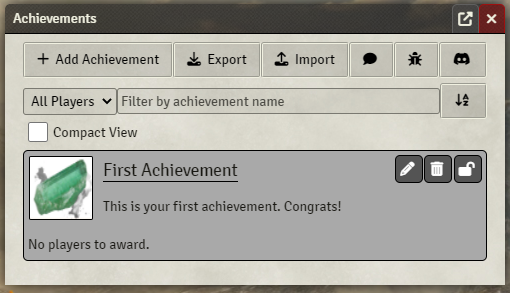 Achievements
Add Achievement Export Import
All Players Filter by achievement name
Compact View
First Achievement
This is your first achievement. Congrats!
No players to award.